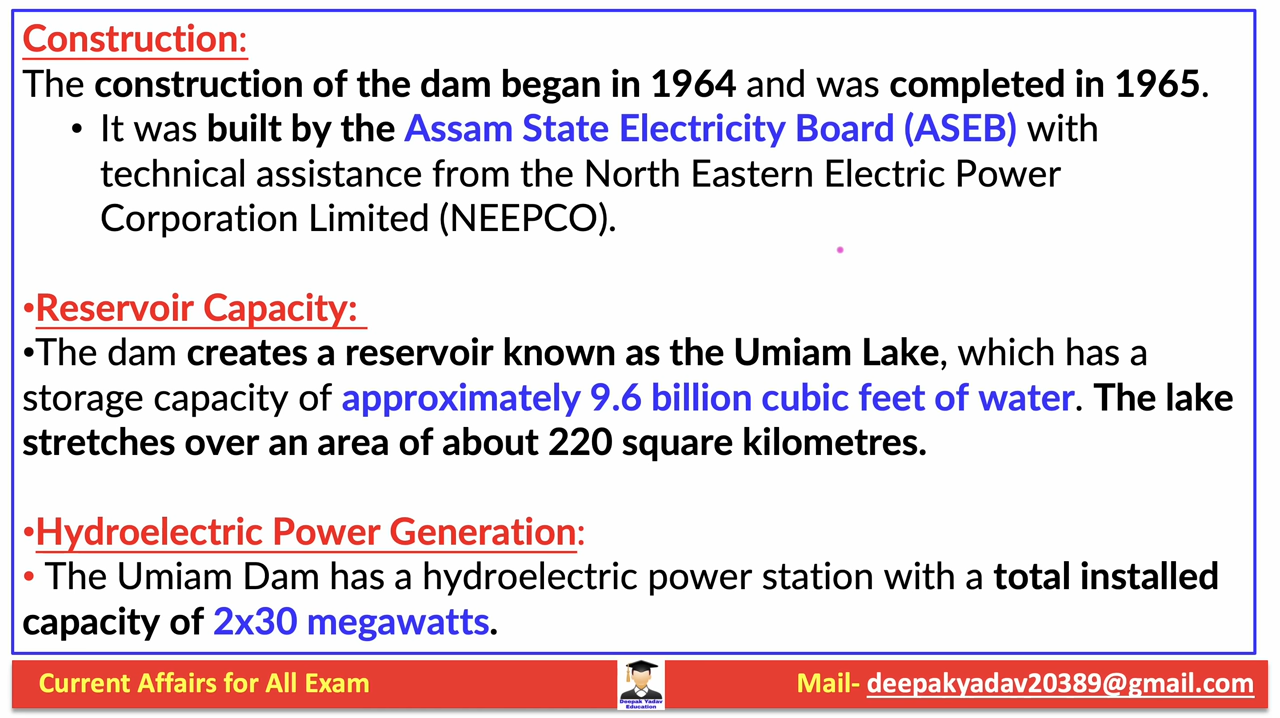 Construction:
The construction of the dam began in 1964 and was completed in 1965.
• It was built by the Assam State Electricity Board (ASEB) with
technical assistance from the North Eastern Electric Power
Corporation Limited (NEEPCO).
•Reservoir Capacity:
•The dam creates a reservoir known as the Umiam Lake, which has a
storage capacity of approximately 9.6 billion cubic feet of water. The lake
stretches over an area of about 220 square kilometres.
•Hydroelectric Power Generation:
• The Umiam Dam has a hydroelectric power station with a total installed
capacity of 2x30 megawatts.
Current Affairs for All Exam
Deepak Yadav
Education
Mail- deepakyadav20389@gmail.com